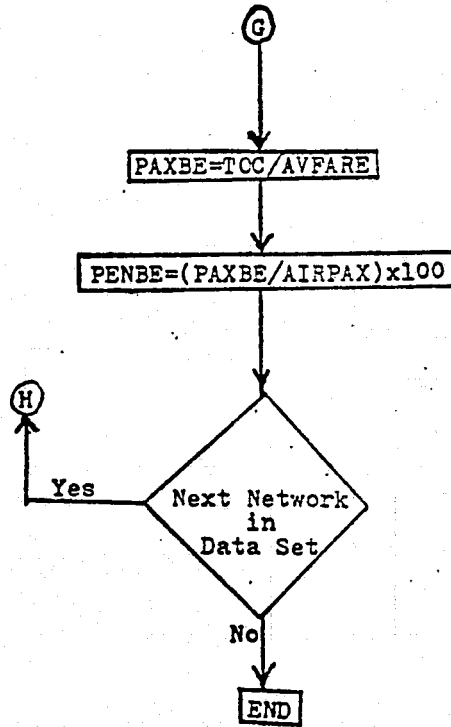 G
PAXBE=TCC/AVFARE
PENBE=(PAXBE/AIRPAX)x100
H
Yes
Next Network
in
Data Set
No
END